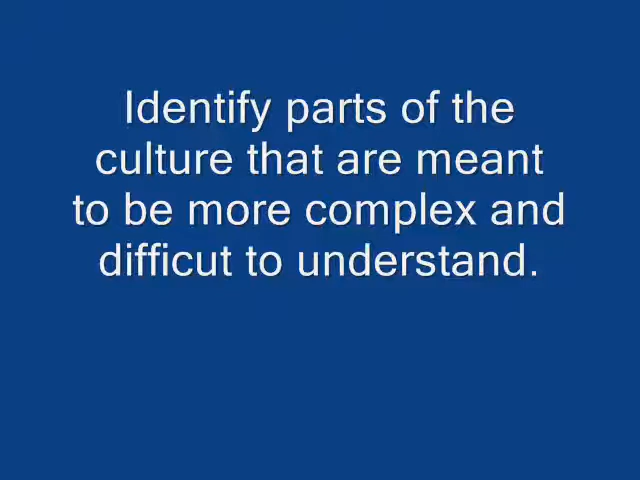 Identify parts of the
culture that are meant
to be more complex and
difficut to understand.